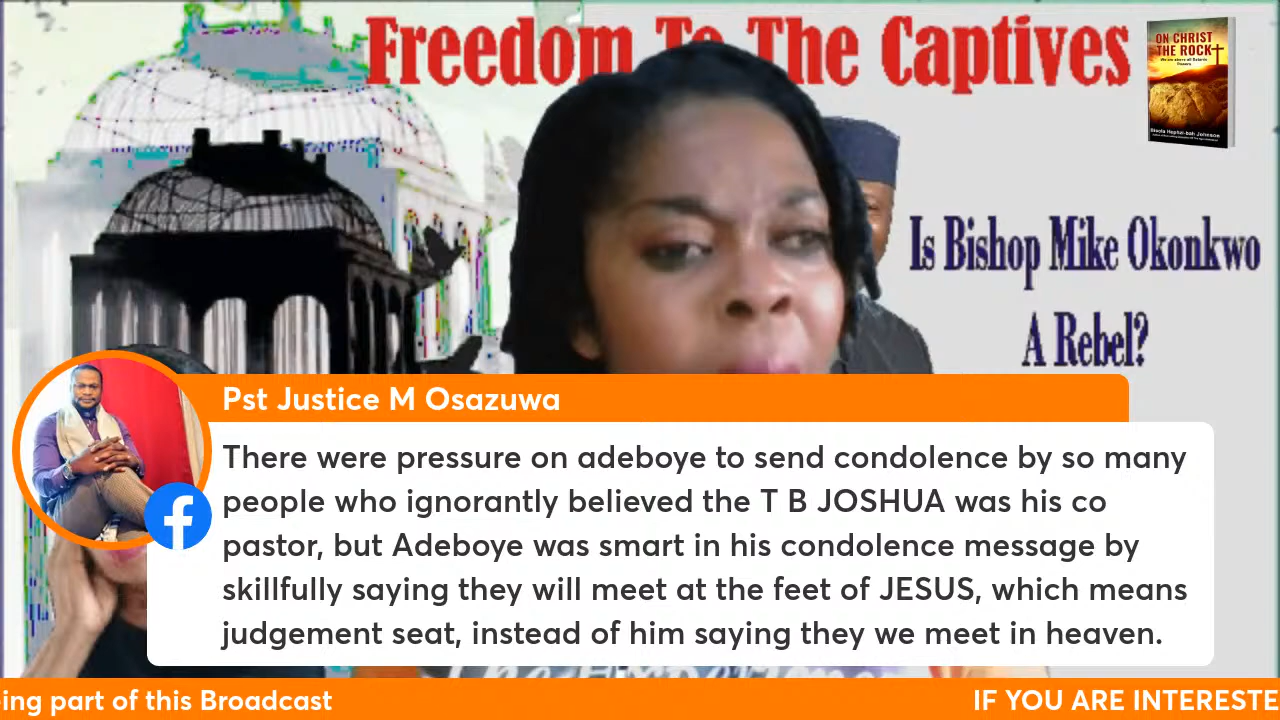 Freedom To The Captives
ON CHRIST
THE ROCK
Is Bishop Mike Okonkwo
A Rebel?
Pst Justice M Osazuwa
There were pressure on adeboye to send condolence by so many
people who ignorantly believed the T B JOSHUA was his co
pastor, but Adeboye was smart in his condolence message by
skillfully saying they will meet at the feet of JESUS, which means
judgement seat, instead of him saying they we meet in heaven.
ing part of this Broadcast
IF YOU ARE INTERESTE